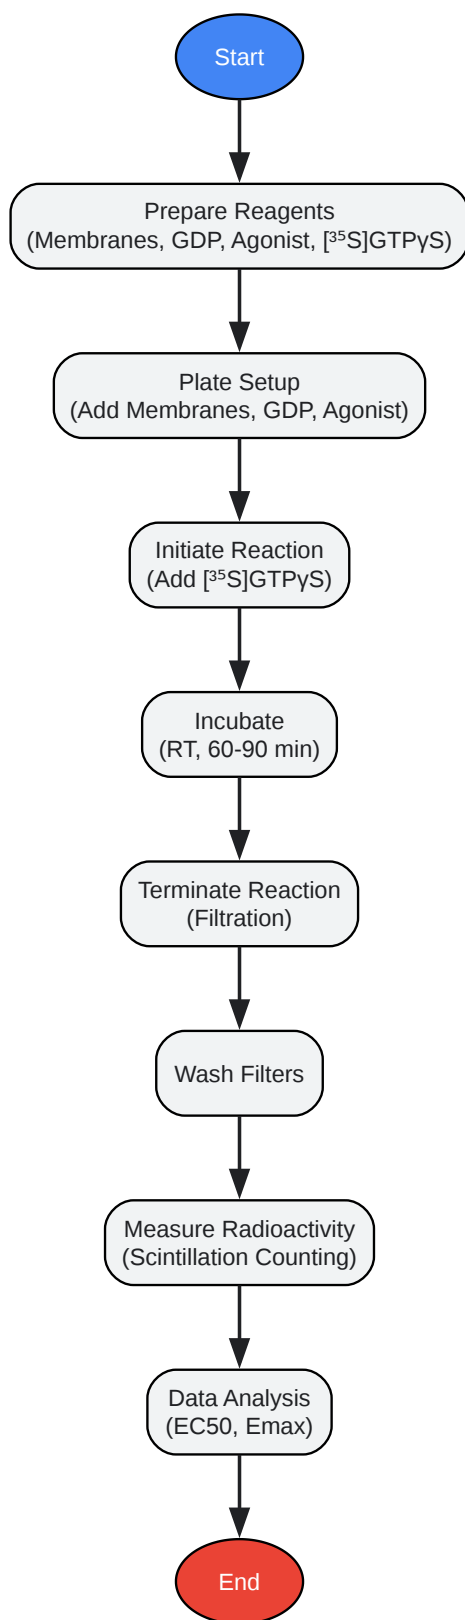 Start
Prepare Reagents
(Membranes, GDP, Agonist, [³⁵S]GTPγS)
Plate Setup
(Add Membranes, GDP, Agonist)
Initiate Reaction
(Add [³⁵S]GTPγS)
Incubate
(RT, 60-90 min)
Terminate Reaction
(Filtration)
Wash Filters
Measure Radioactivity
(Scintillation Counting)
Data Analysis
(EC50, Emax)
End